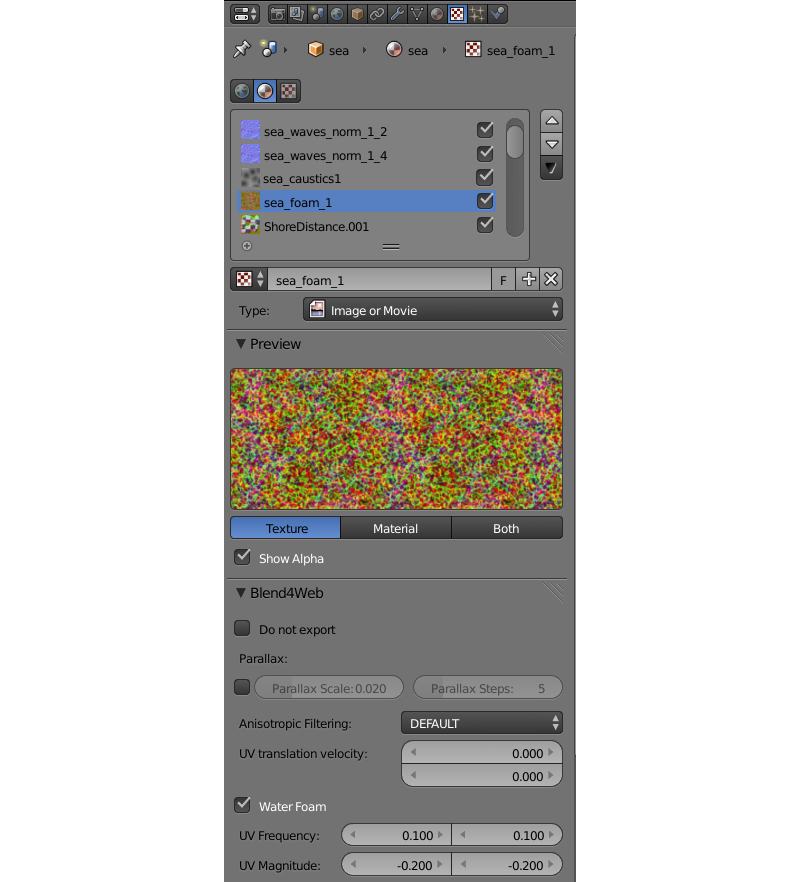 sea sea sea_foam_1
sea_waves_norm_1_2
sea_waves_norm_1_4
sea_caustics1
sea_foam_1
ShoreDistance.001
sea_foam_1 F
Type: Image or Movie
Preview
Texture Material Both
Show Alpha
Blend4Web
Do not export
Parallax:
Parallax Scale: 0.020 Parallax Steps: 5
Anisotropic Filtering: DEFAULT
UV translation velocity: 0.000
0.000
Water Foam
UV Frequency: 0.100 0.100
UV Magnitude: -0.200 -0.200